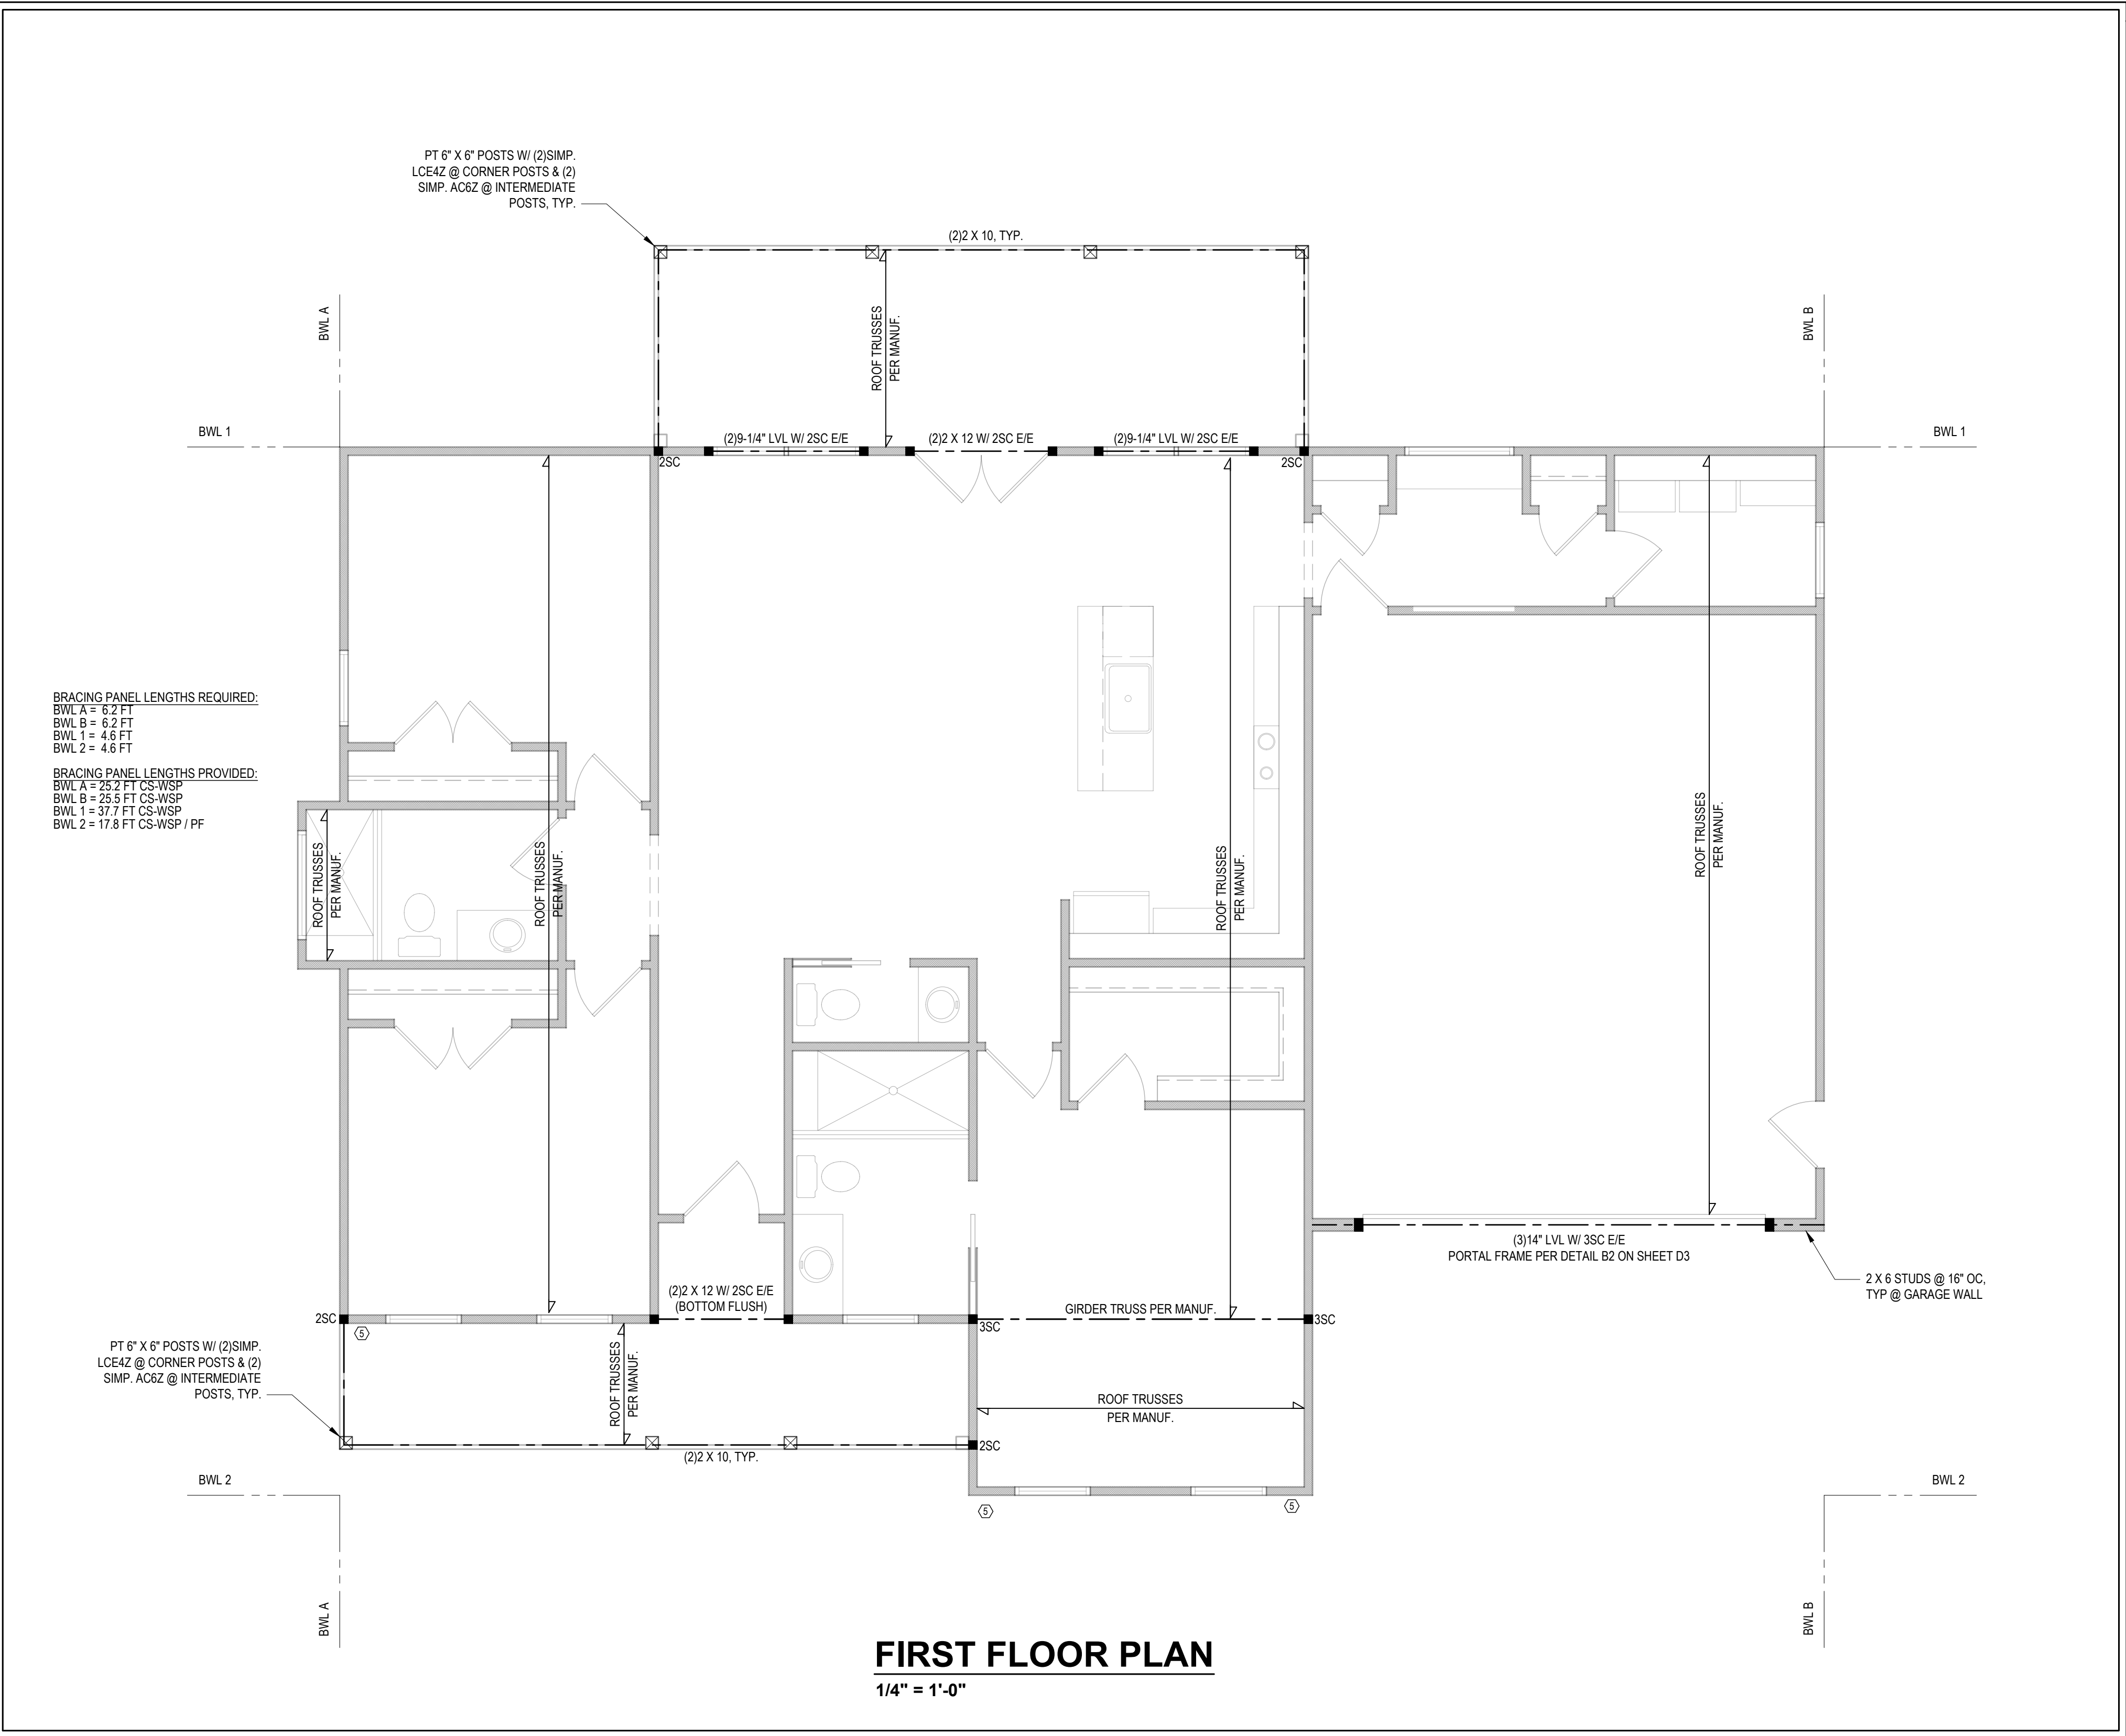 PT 6" X 6" POSTS W/ (2)SIMP.
LCE4Z @ CORNER POSTS & (2)
SIMP. AC6Z @ INTERMEDIATE
POSTS, TYP.
(2)2 X 10, TYP.
BWL A
BWL B
ROOF TRUSSES
PER MANUF.
BWL 1
BWL 1
(2)9-1/4" LVL W/ 2SC E/E
(2)2 X 12 W/ 2SC E/E
(2)9-1/4" LVL W/ 2SC E/E
2SC
2SC
BRACING PANEL LENGTHS REQUIRED:
BWL A = 6.2 FT
BWL B = 6.2 FT
BWL 1 = 4.6 FT
BWL 2 = 4.6 FT
BRACING PANEL LENGTHS PROVIDED:
BWL A = 25.2 FT CS-WSP
BWL B = 25.5 FT CS-WSP
BWL 1 = 37.7 FT CS-WSP
BWL 2 = 17.8 FT CS-WSP / PF
ROOF TRUSSES
PER MANUF.
ROOF TRUSSES
PER MANUF.
ROOF TRUSSES
PER MANUF.
ROOF TRUSSES
PER MANUF.
(3)14" LVL W/ 3SC E/E
PORTAL FRAME PER DETAIL B2 ON SHEET D3
2 X 6 STUDS @ 16" OC,
TYP @ GARAGE WALL
(2)2 X 12 W/ 2SC E/E
(BOTTOM FLUSH)
GIRDER TRUSS PER MANUF.
2SC
5
3SC
3SC
PT 6" X 6" POSTS W/ (2)SIMP.
LCE4Z @ CORNER POSTS & (2)
SIMP. AC6Z @ INTERMEDIATE
POSTS, TYP.
ROOF TRUSSES
PER MANUF.
ROOF TRUSSES
PER MANUF.
2SC
(2)2 X 10, TYP.
BWL 2
BWL 2
5
5
BWL A
BWL B
FIRST FLOOR PLAN
1/4" = 1'-0"